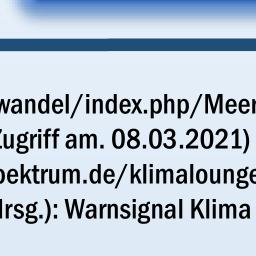 wandel/index.php/Meer
Zugriff am. 08.03.2021)
pektrum.de/klimalounge
rsg.): Warnsignal Klima